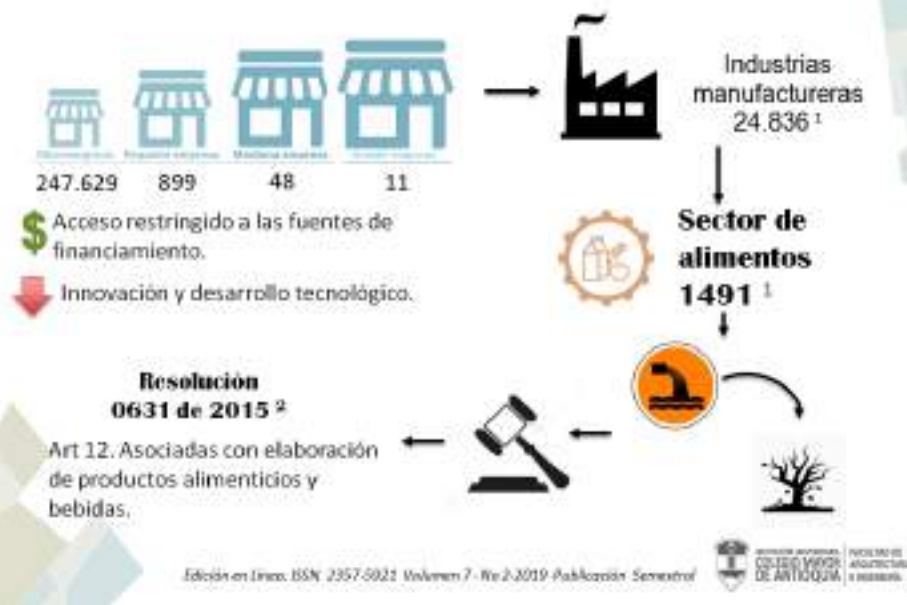 Industrias
manufactureras
24.836 ¹
247.629 899 48 11
$ Acceso restringido a las fuentes de
financiamiento.
Innovación y desarrollo tecnológico.
Sector de
alimentos
1491 ¹
Resolución
0631 de 2015 ²
Art 12. Asociadas con elaboración
de productos alimenticios y
bebidas.
Edición en Línea. ISSN 2357-5921 Volumen 7 - No 2-2019 Publicación Semestral
COLEGIO MAYOR
DE ANTIOQUIA